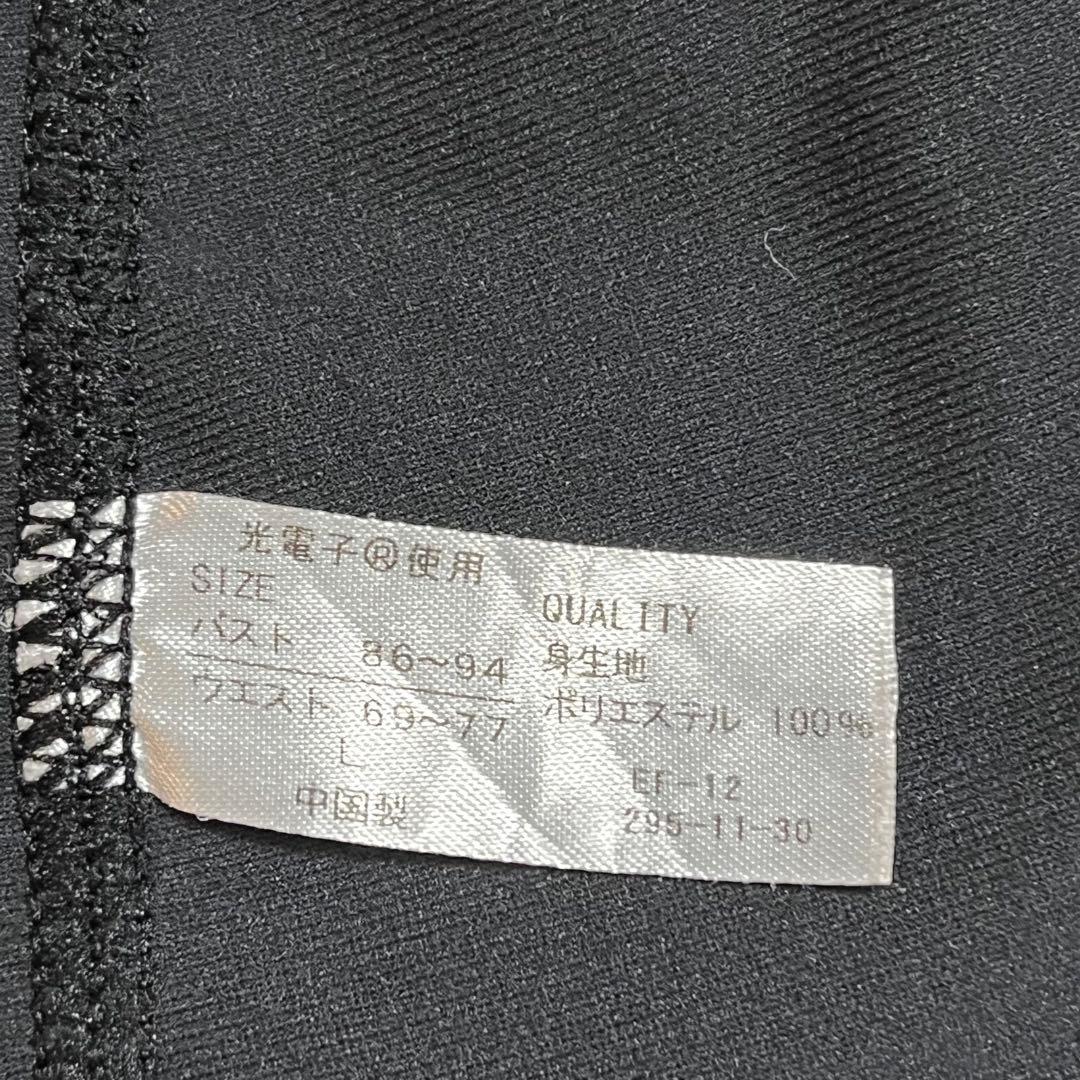 光電子®使用
SIZE
バスト 86〜94
ウエスト 69〜77
L
中国製
QUALITY
身生地
ポリエステル 100%
EF-12
295-11-30